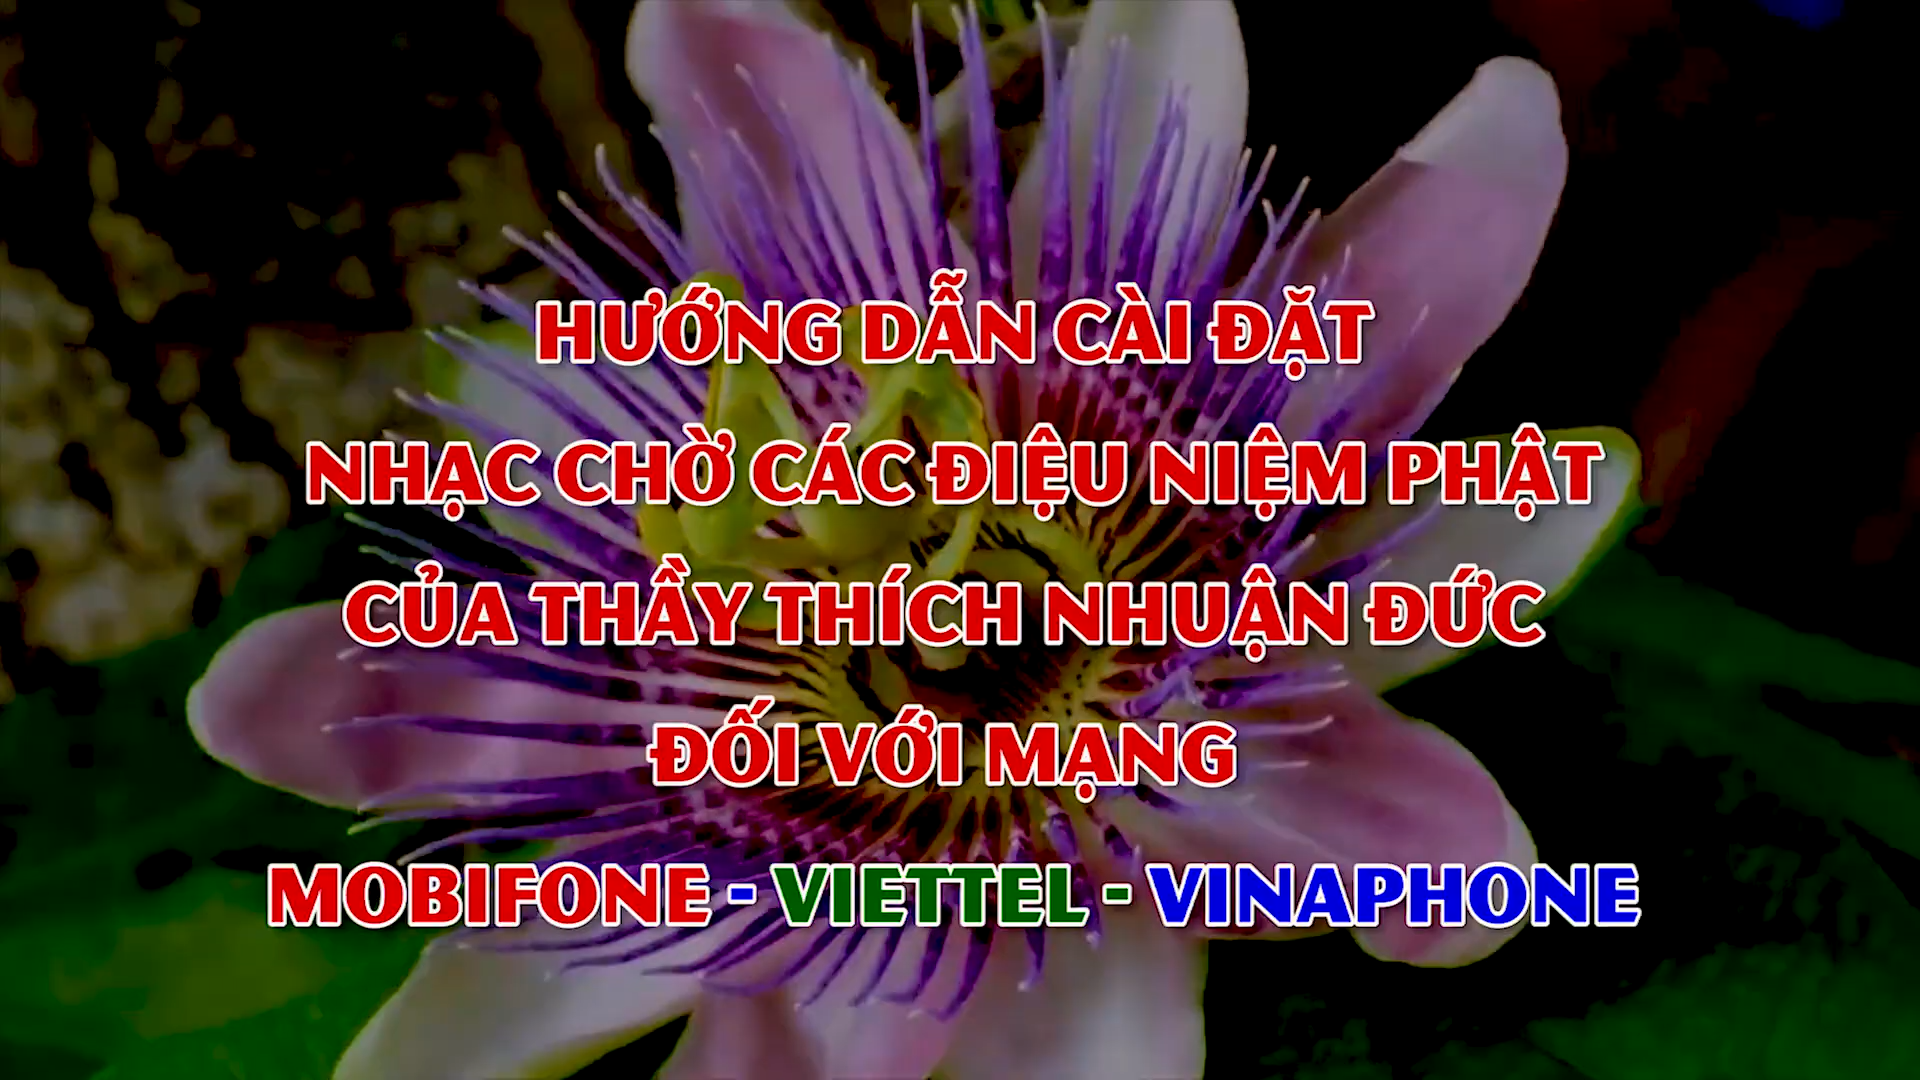 HƯỚNG DẪN CÀI ĐẶT
NHẠC CHỜ CÁC ĐIỆU NIỆM PHẬT
CỦA THẦY THÍCH NHUẬN ĐỨC
ĐỐI VỚI MẠNG
MOBIFONE - VIETTEL - VINAPHONE